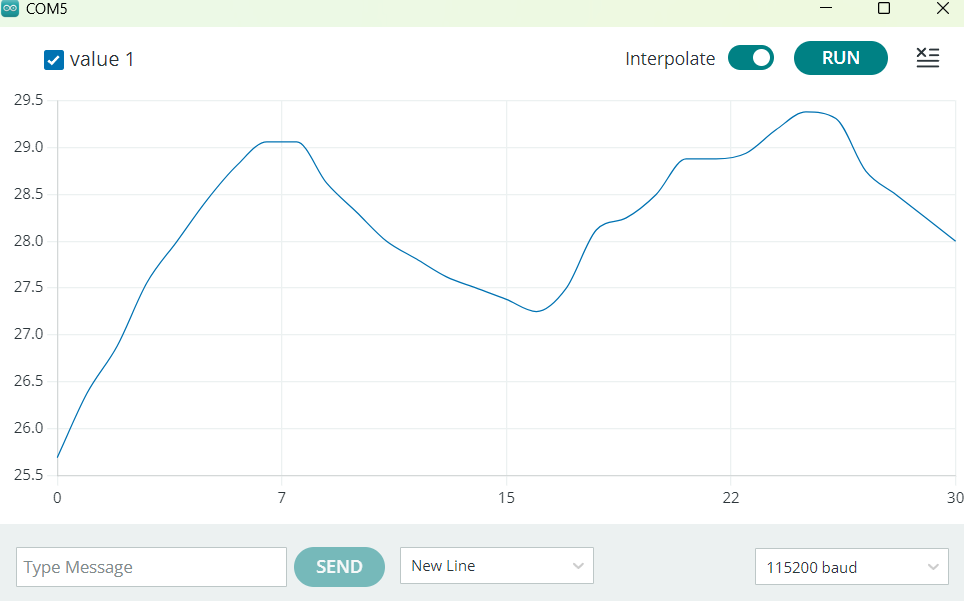 COM5
value 1
Interpolate
RUN
29.5
29.0
28.5
28.0
27.5
27.0
26.5
26.0
25.5
0 7 15 22 30
Type Message
SEND
New Line
115200 baud